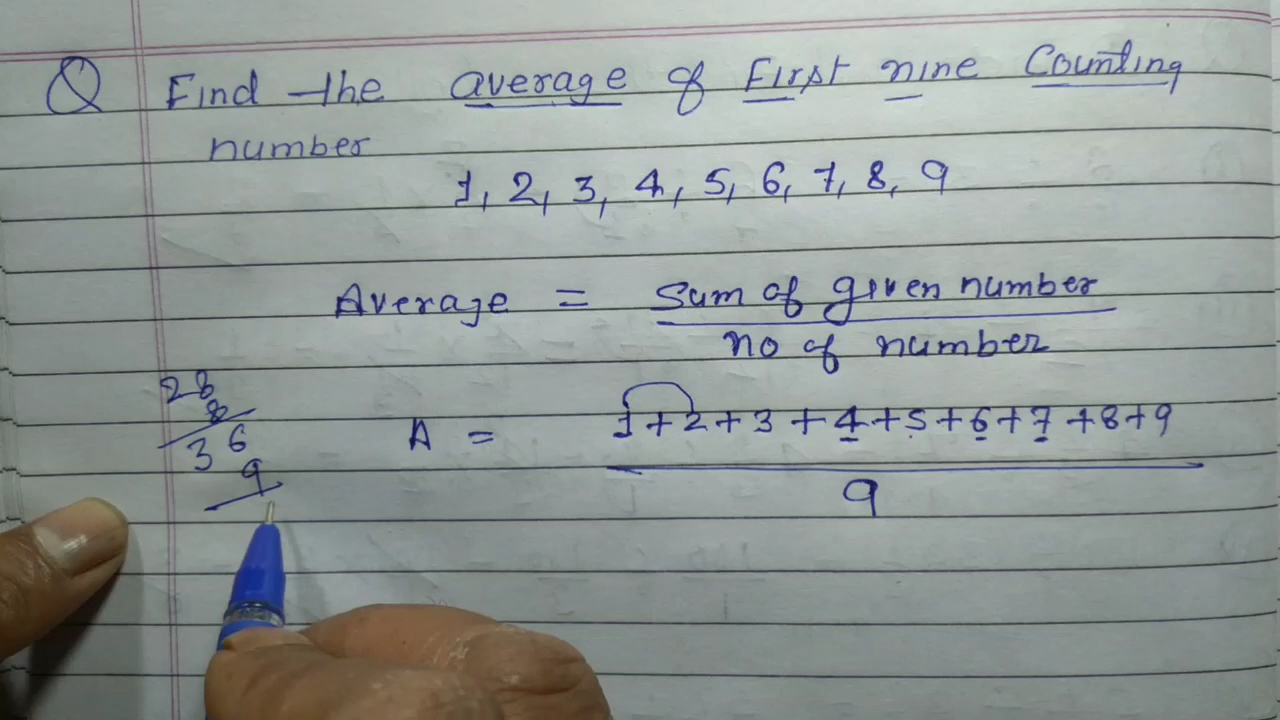 Q Find the average of First nine Counting
number
1, 2, 3, 4, 5, 6, 7, 8, 9
Average = Sum of given number
no of number
28
8
A = 1+2+3+4+5+6+7+8+9
36
9
9